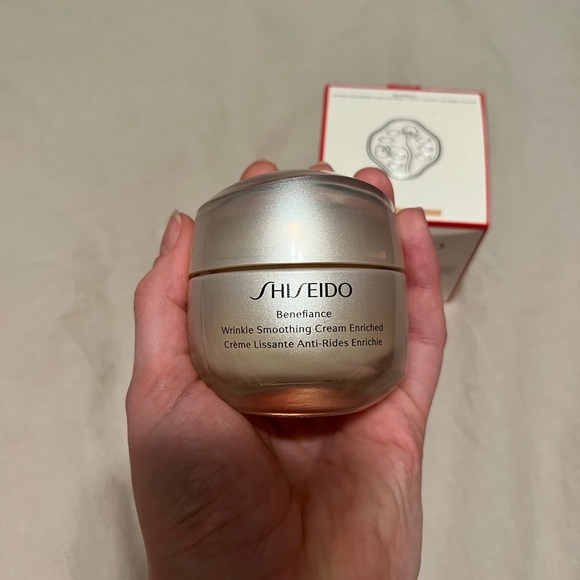 SHISEIDO
Benefiance
Wrinkle Smoothing Cream Enriched
Crème Lissante Anti-Rides Enrichie